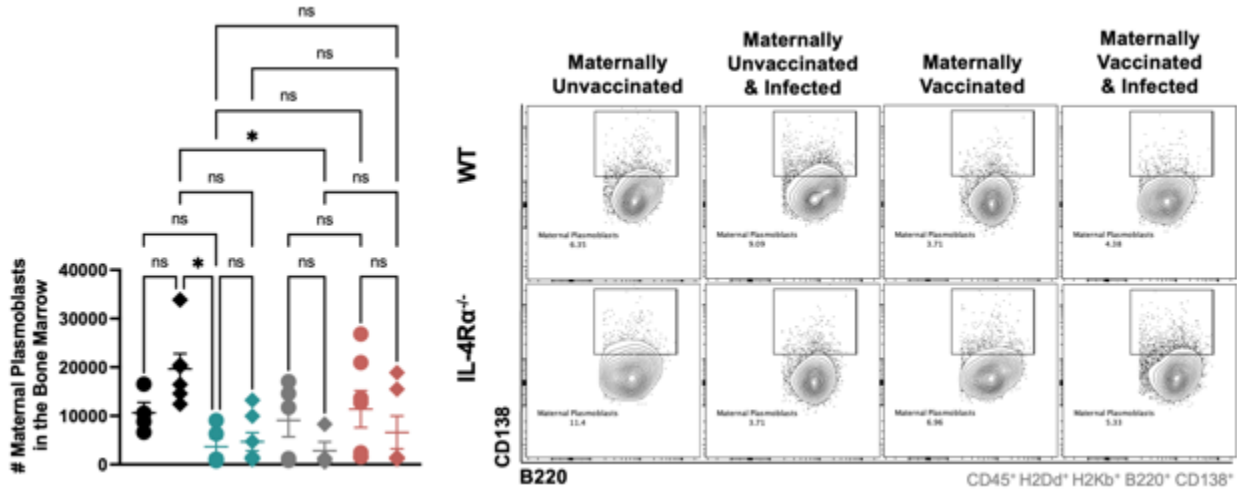 ns
ns
ns
ns
*
ns
ns
ns
ns
*
ns
ns
ns
# Maternal Plasmoblasts
in the Bone Marrow
40000
30000
20000
10000
0
Maternally
Unvaccinated
Maternally
Unvaccinated
& Infected
Maternally
Vaccinated
Maternally
Vaccinated
& Infected
WT
Maternal Plasmoblasts
6.35
Maternal Plasmoblasts
9.09
Maternal Plasmoblasts
3.71
Maternal Plasmoblasts
4.38
IL-4Rα⁻/⁻
Maternal Plasmoblasts
11.4
Maternal Plasmoblasts
3.71
Maternal Plasmoblasts
6.96
Maternal Plasmoblasts
5.33
CD138
B220
CD45⁺ H2Dd⁺ H2Kb⁺ B220⁺ CD138⁺